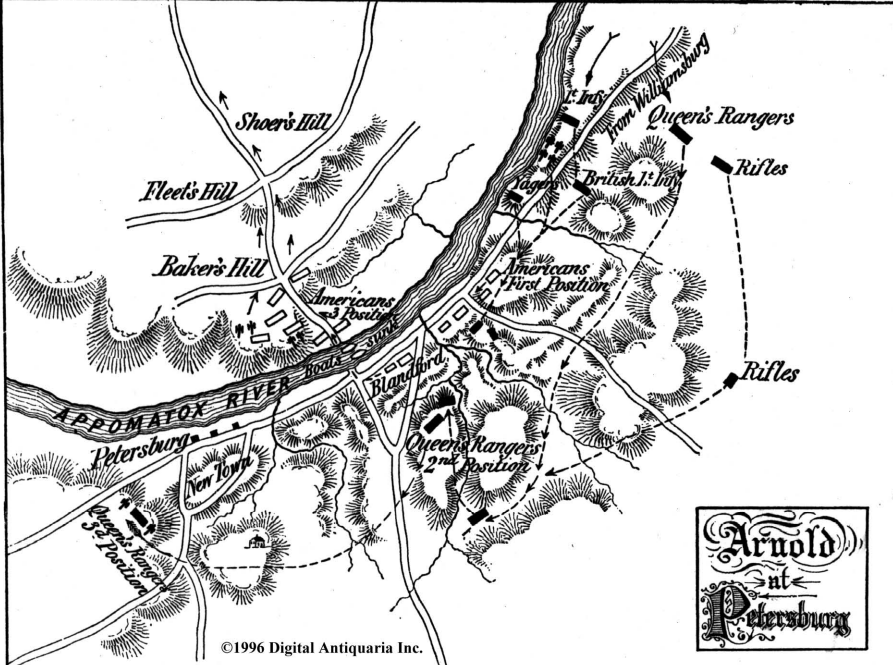 Shoer's Hill
Fleet's Hill
Baker's Hill
1st. Infy
from Williamsburg
Queen's Rangers
Rifles
Yagers
British 1st. Infy
Americans
First Position
Americans
3 Position
Boats sunk
Blandford
Rifles
APPOMATOX RIVER
Petersburg
New Town
Queen's Rangers
2nd Position
Queen's Rangers
3d Position
Arnold
at
Petersburg
©1996 Digital Antiquaria Inc.